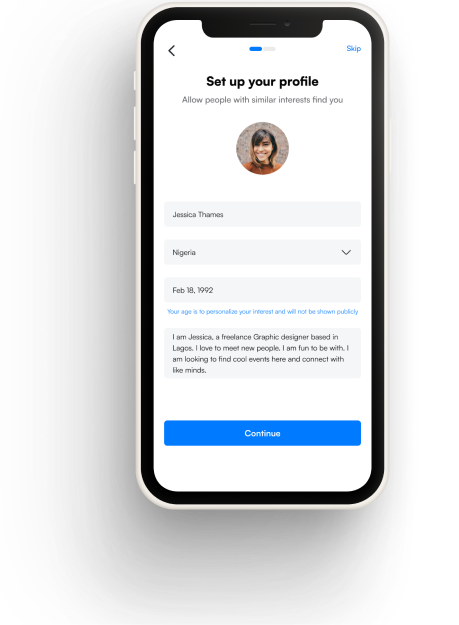 Skip
Set up your profile
Allow people with similar interests find you
Jessica Thames
Nigeria
Feb 18, 1992
Your age is to personalize your interest and will not be shown publicly
I am Jessica, a freelance Graphic designer based in
Lagos. I love to meet new people. I am fun to be with. I
am looking to find cool events here and connect with
like minds.
Continue